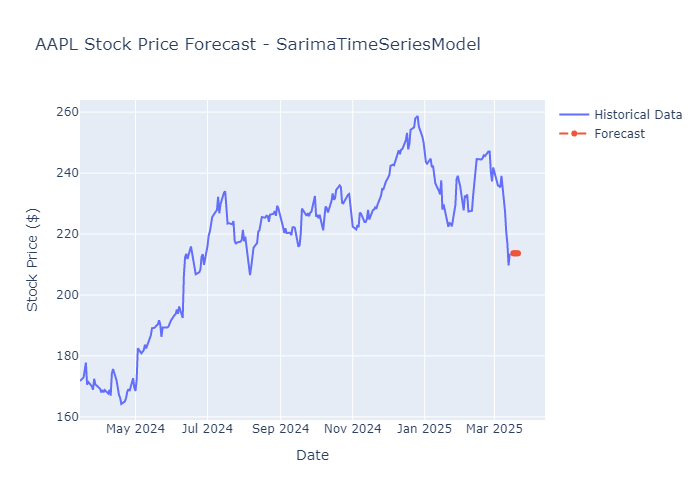 AAPL Stock Price Forecast - SarimaTimeSeriesModel
Historical Data
Forecast
260
240
220
200
180
160
Stock Price ($)
May 2024
Jul 2024
Sep 2024
Nov 2024
Jan 2025
Mar 2025
Date